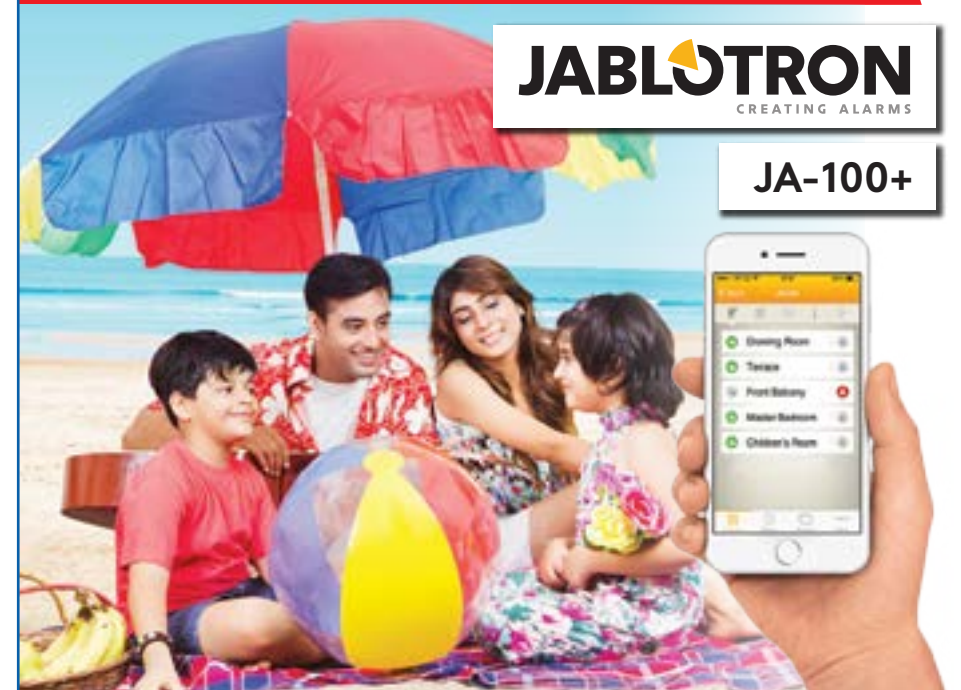 JABLOTRON
CREATING ALARMS
JA-100+
Drawing Room
Terrace
Front Balcony
Master Bedroom
Children's Room